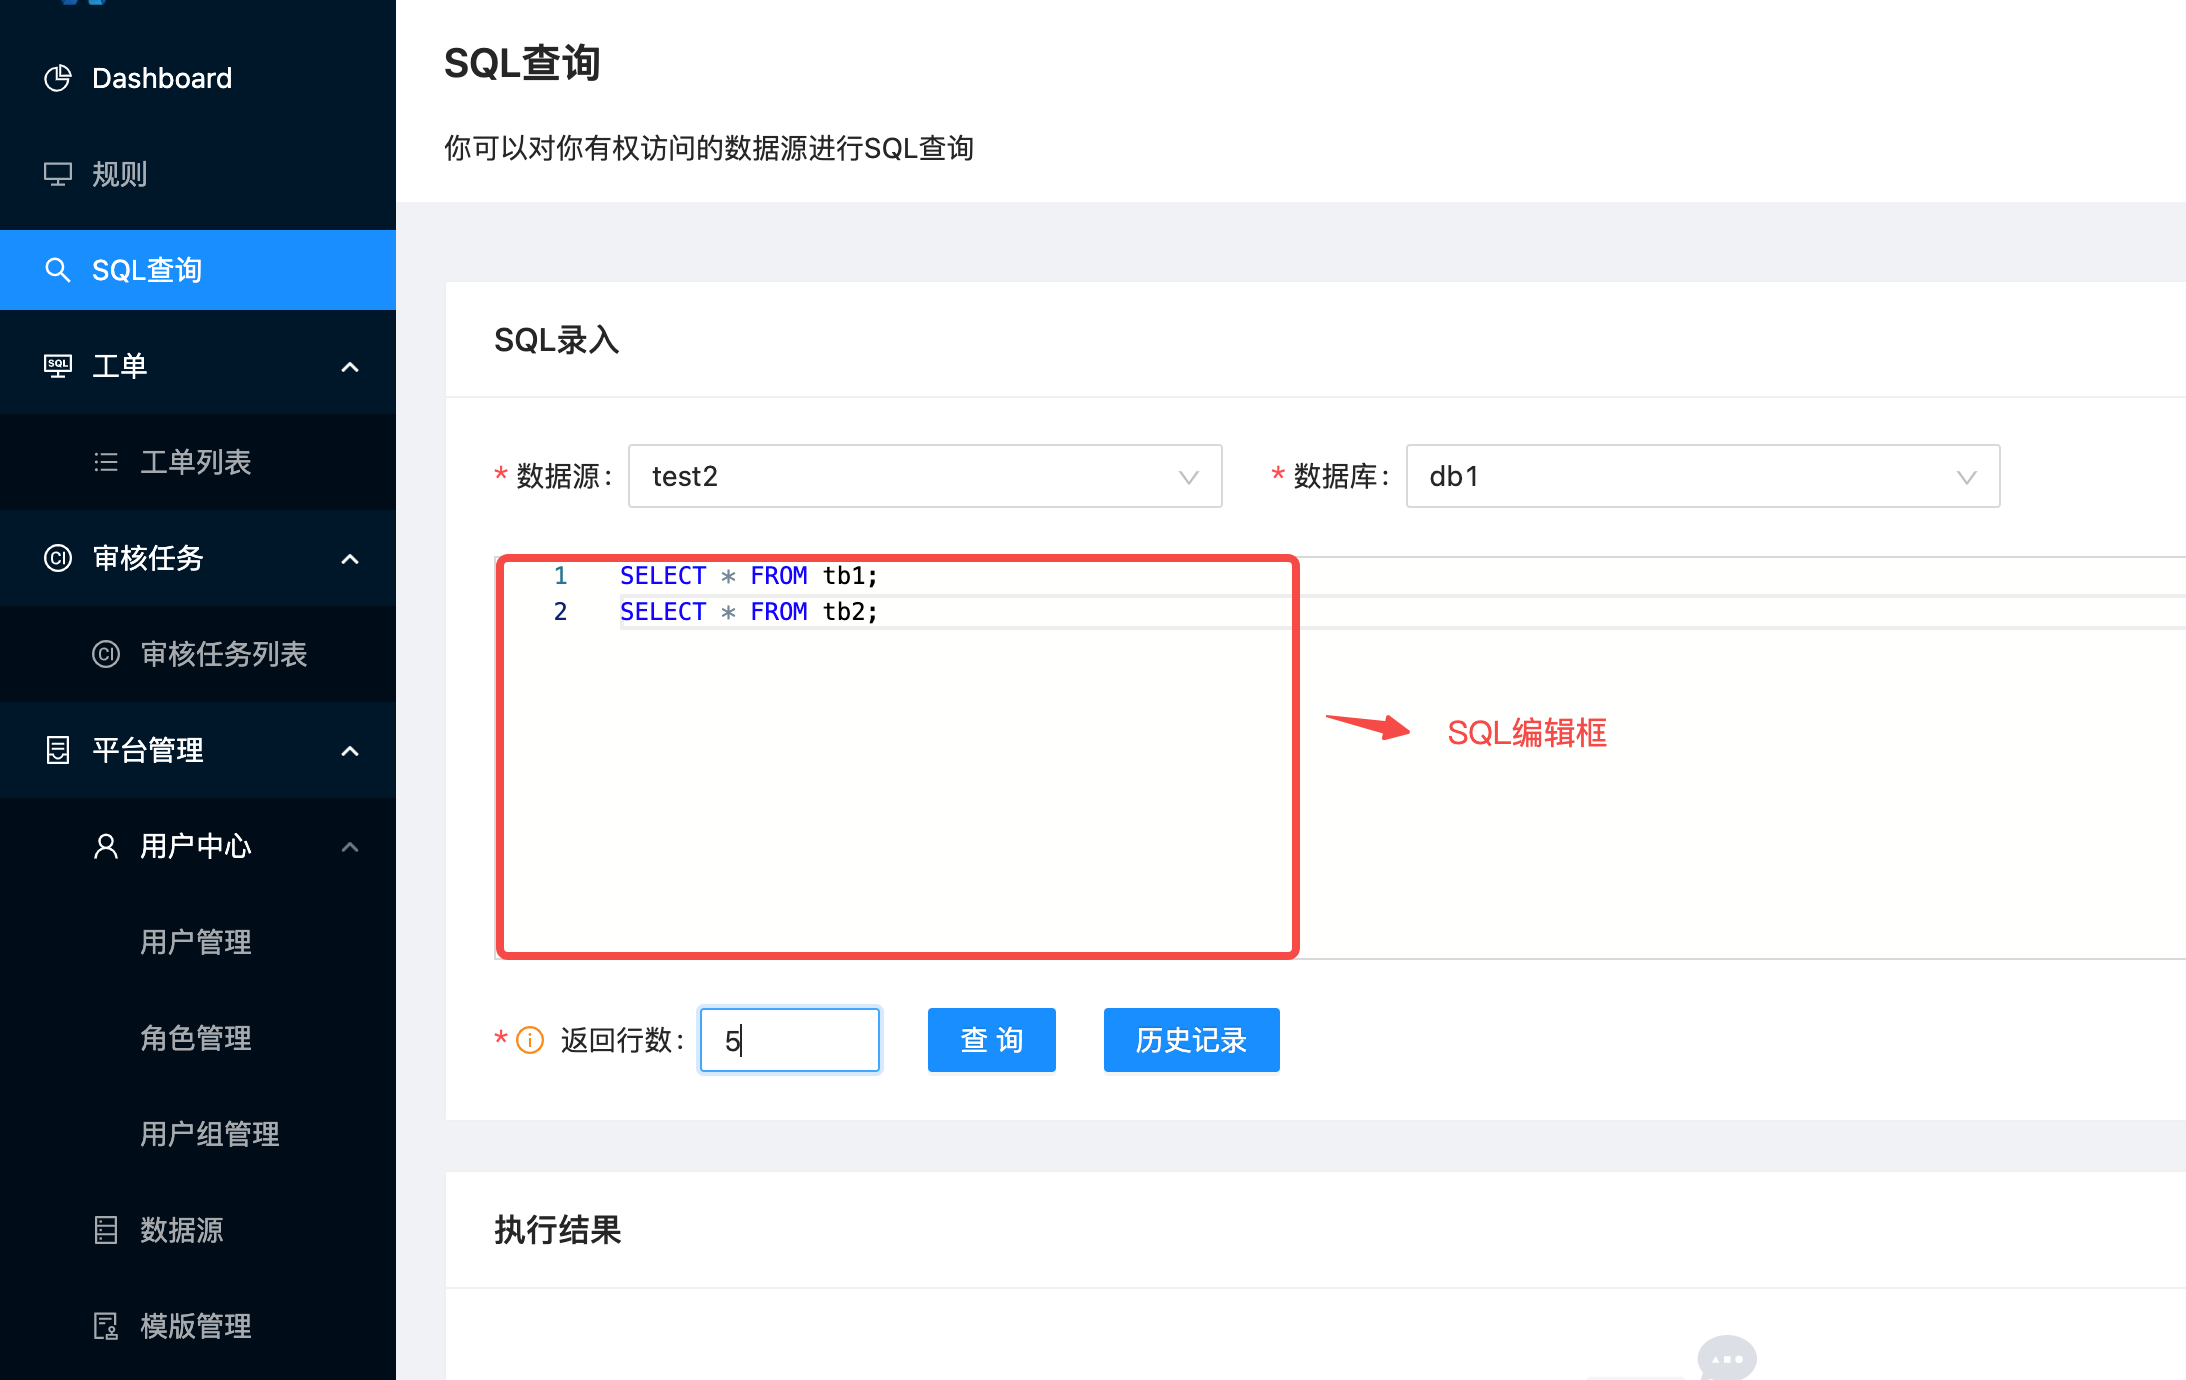 Dashboard
规则
SQL查询
SQL
工单
工单列表
CI
审核任务
CI
审核任务列表
平台管理
用户中心
用户管理
角色管理
用户组管理
数据源
模版管理
SQL查询
你可以对你有权访问的数据源进行SQL查询
SQL录入
* 数据源: test2
* 数据库: db1
1 SELECT * FROM tb1;
2 SELECT * FROM tb2;
SQL编辑框
* 返回行数: 5
查 询
历史记录
执行结果